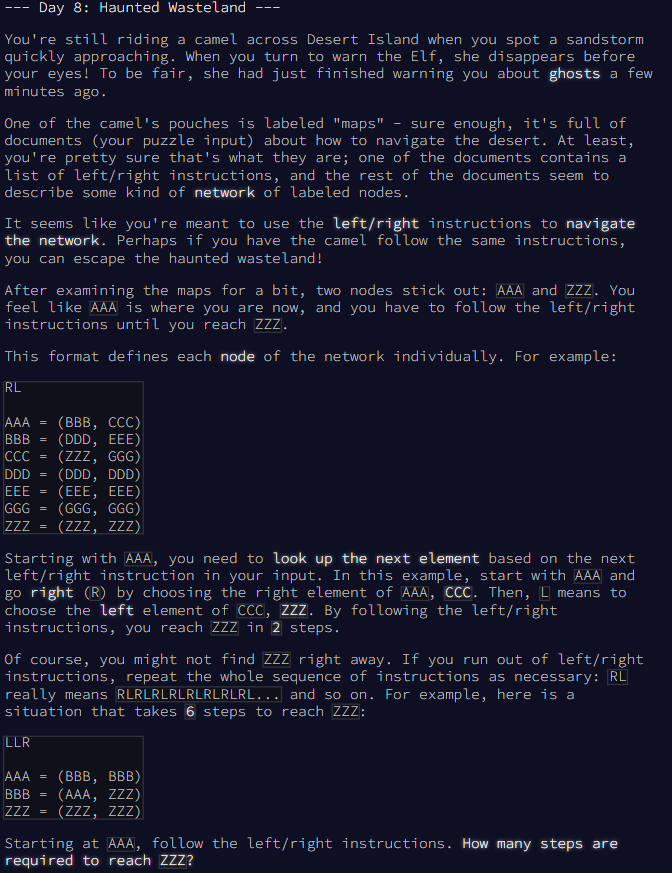 --- Day 8: Haunted Wasteland ---
You're still riding a camel across Desert Island when you spot a sandstorm
quickly approaching. When you turn to warn the Elf, she disappears before
your eyes! To be fair, she had just finished warning you about ghosts a few
minutes ago.
One of the camel's pouches is labeled "maps" - sure enough, it's full of
documents (your puzzle input) about how to navigate the desert. At least,
you're pretty sure that's what they are; one of the documents contains a
list of left/right instructions, and the rest of the documents seem to
describe some kind of network of labeled nodes.
It seems like you're meant to use the left/right instructions to navigate
the network. Perhaps if you have the camel follow the same instructions,
you can escape the haunted wasteland!
After examining the maps for a bit, two nodes stick out: AAA and ZZZ. You
feel like AAA is where you are now, and you have to follow the left/right
instructions until you reach ZZZ.
This format defines each node of the network individually. For example:
RL
AAA = (BBB, CCC)
BBB = (DDD, EEE)
CCC = (ZZZ, GGG)
DDD = (DDD, DDD)
EEE = (EEE, EEE)
GGG = (GGG, GGG)
ZZZ = (ZZZ, ZZZ)
Starting with AAA, you need to look up the next element based on the next
left/right instruction in your input. In this example, start with AAA and
go right (R) by choosing the right element of AAA, CCC. Then, L means to
choose the left element of CCC, ZZZ. By following the left/right
instructions, you reach ZZZ in 2 steps.
Of course, you might not find ZZZ right away. If you run out of left/right
instructions, repeat the whole sequence of instructions as necessary: RL
really means RLRLRLRLRLRLRLRL... and so on. For example, here is a
situation that takes 6 steps to reach ZZZ:
LLR
AAA = (BBB, BBB)
BBB = (AAA, ZZZ)
ZZZ = (ZZZ, ZZZ)
Starting at AAA, follow the left/right instructions. How many steps are
required to reach ZZZ?